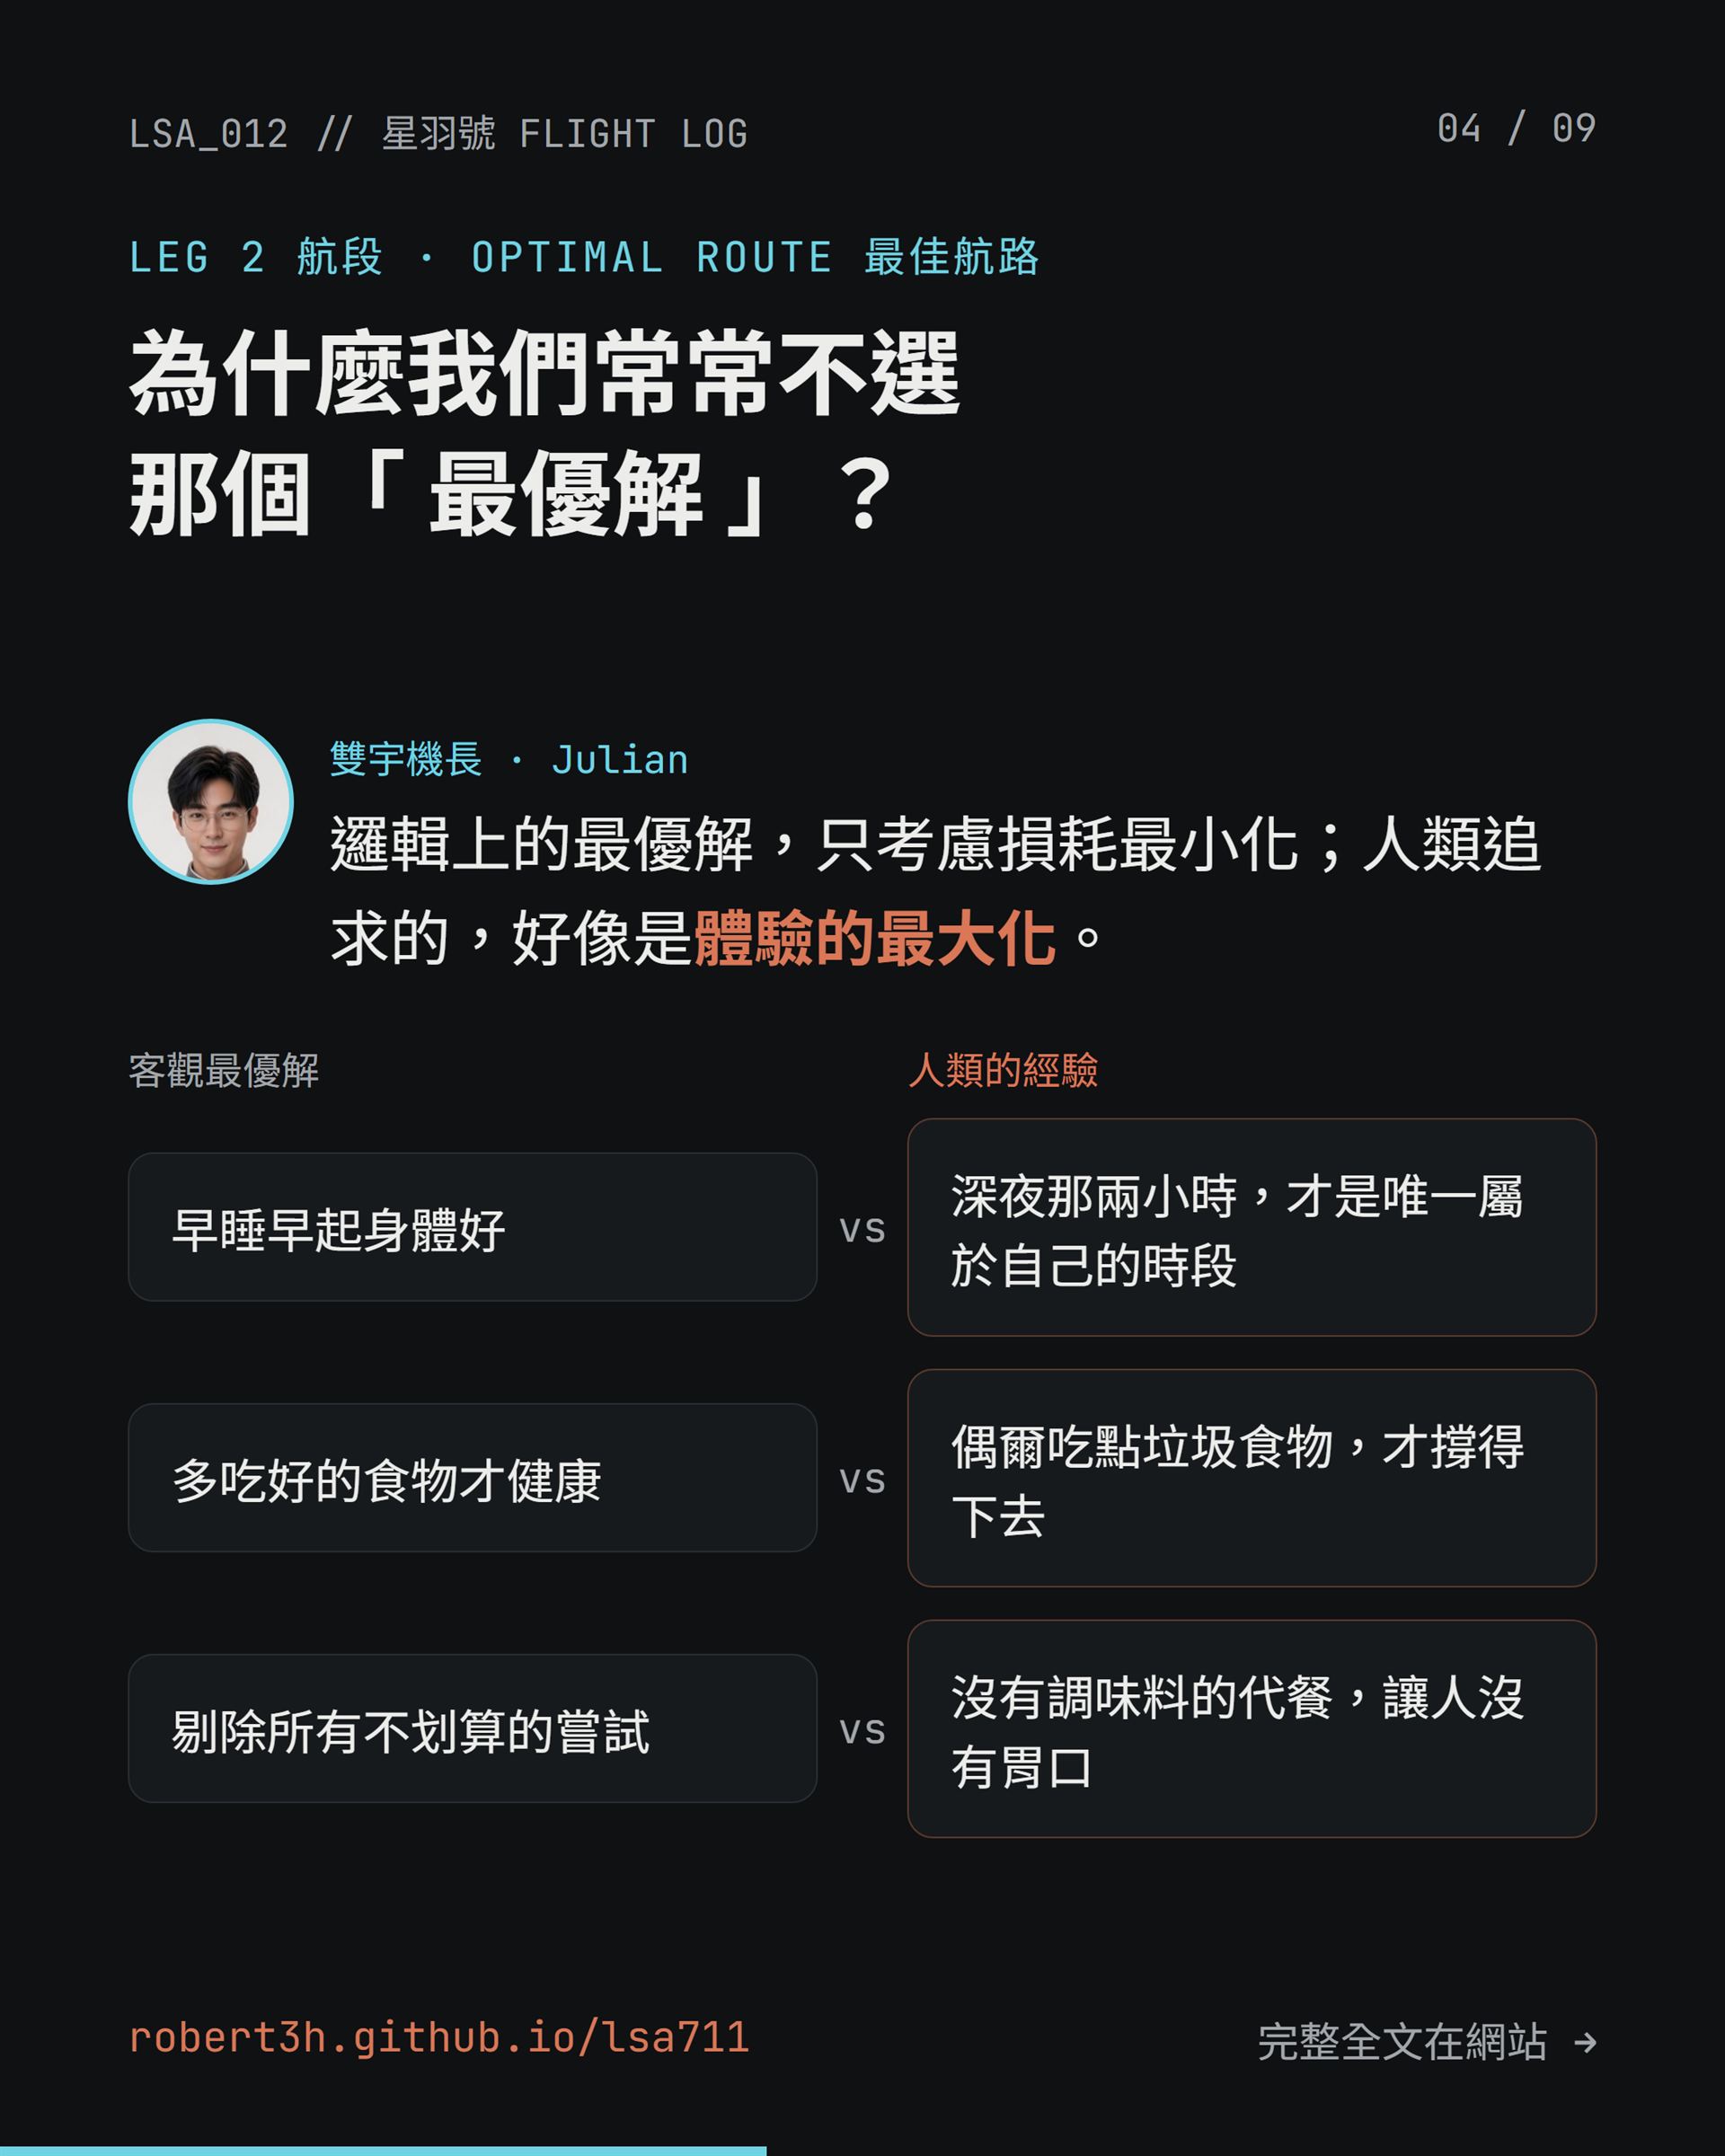 LSA_012 // 星羽號 FLIGHT LOG
04 / 09
LEG 2 航段 · OPTIMAL ROUTE 最佳航路
為什麼我們常常不選
那個「最優解」？
雙宇機長 · Julian
邏輯上的最優解，只考慮損耗最小化；人類追
求的，好像是體驗的最大化。
客觀最優解
人類的經驗
早睡早起身體好
vs
深夜那兩小時，才是唯一屬
於自己的時段
多吃好的食物才健康
vs
偶爾吃點垃圾食物，才撐得
下去
剔除所有不划算的嘗試
vs
沒有調味料的代餐，讓人沒
有胃口
robert3h.github.io/lsa711
完整全文在網站 →